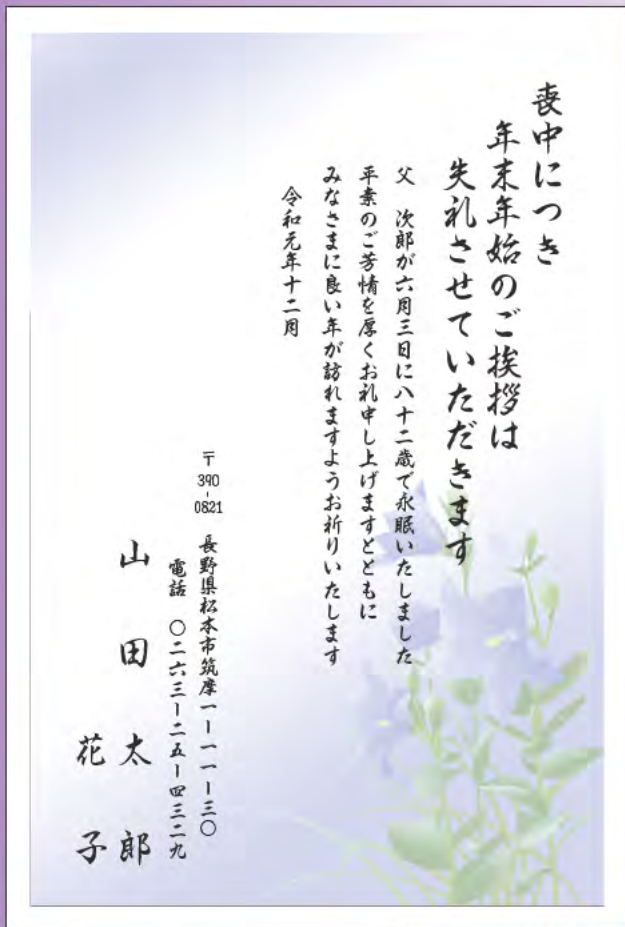 喪中につき
年末年始のご挨拶は
失礼させていただきます
父　次郎が六月三日に八十二歳で永眠いたしました
平素のご芳情を厚くお礼申し上げますとともに
みなさまに良い年が訪れますようお祈りいたします
令和元年十二月
〒390-0821　長野県松本市筑摩一ー一一ー三〇
電話　〇二六三ー二五ー四三二九
山田太郎
花子